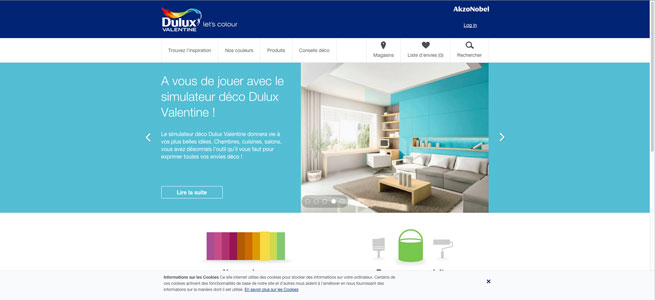 AkzoNobel
Dulux
VALENTINE
let's colour
Log in
Trouvez l'inspiration
Nos couleurs
Produits
Conseils déco
Magasins
Liste d'envies (0)
Rechercher
A vous de jouer avec le
simulateur déco Dulux
Valentine !
Le simulateur déco Dulux Valentine donnera vie à
vos plus belles idées. Chambres, cuisines, salons,
vous avez désormais l'outil qu'il vous faut pour
exprimer toutes vos envies déco !
Lire la suite
Informations sur les Cookies Ce site internet utilise des cookies pour stocker des informations sur votre ordinateur. Certains de
ces cookies activent des fonctionnalités de base de notre site et d'autres nous aident à l'améliorer en nous fournissant des
informations sur la manière dont il est utilisé. En savoir plus sur les Cookies